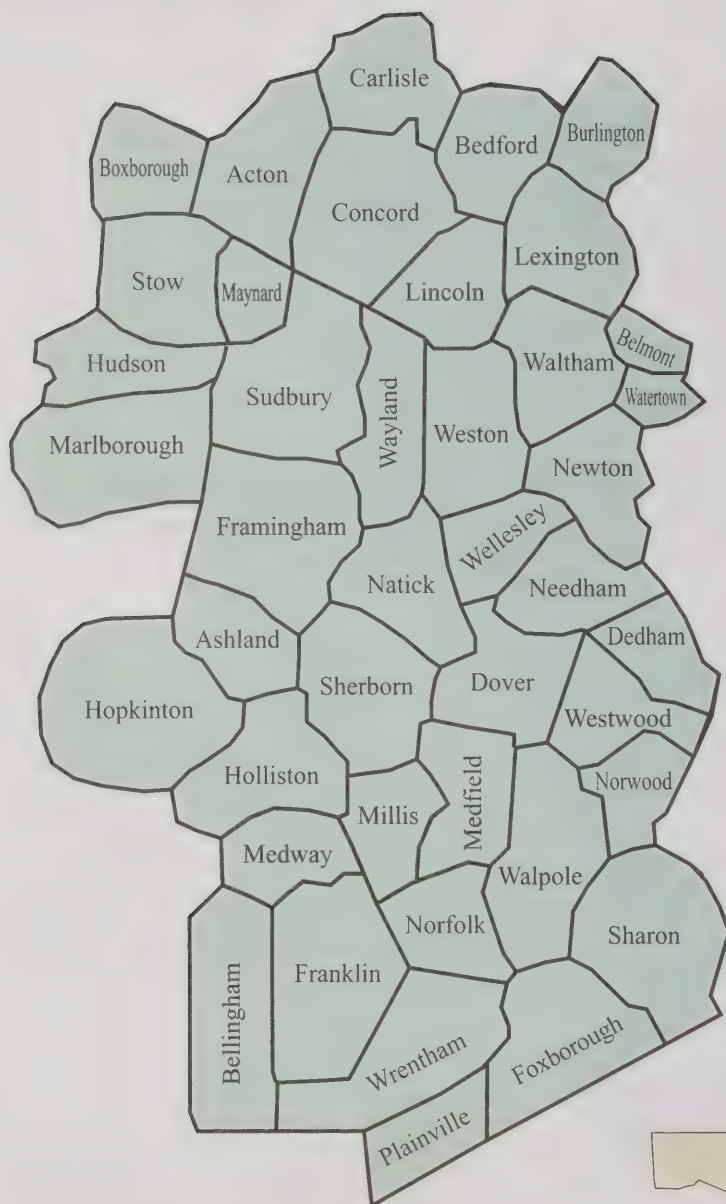 Carlisle
Burlington
Bedford
Boxborough
Acton
Concord
Lexington
Stow
Maynard
Lincoln
Belmont
Hudson
Waltham
Sudbury
Wayland
Watertown
Marlborough
Weston
Newton
Framingham
Wellesley
Natick
Needham
Ashland
Dedham
Sherborn
Dover
Hopkinton
Westwood
Holliston
Norwood
Millis
Medfield
Medway
Walpole
Norfolk
Sharon
Franklin
Bellingham
Foxborough
Wrentham
Plainville